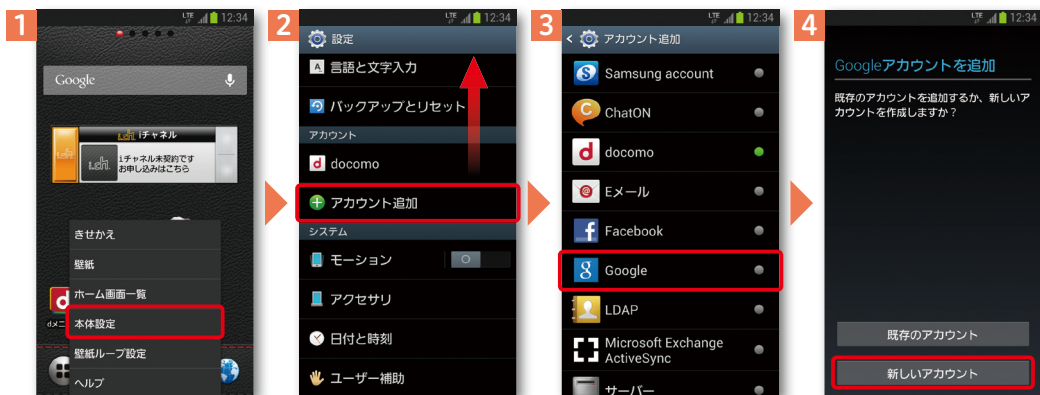 1
LTE 12:34
Google
i.ch. iチャネル
i.ch.
i.ch.
iチャネル未契約です
お申し込みはこちら
きせかえ
壁紙
ホーム画面一覧
本体設定
壁紙ループ設定
ヘルプ
2
LTE 12:34
設定
A 言語と文字入力
バックアップとリセット
アカウント
d docomo
アカウント追加
システム
モーション
アクセサリ
日付と時刻
ユーザー補助
3
LTE 12:34
< アカウント追加
S Samsung account
C ChatON
d docomo
@ Eメール
f Facebook
g Google
LDAP
Microsoft Exchange
ActiveSync
サーバー
4
LTE 12:34
Googleアカウントを追加
既存のアカウントを追加するか、新しいア
カウントを作成しますか？
既存のアカウント
新しいアカウント